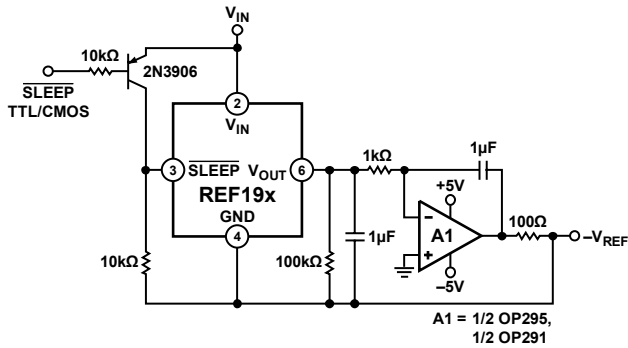 V_IN
10kΩ
2N3906
SLEEP
TTL/CMOS
2
V_IN
3
SLEEP
V_OUT
6
REF19x
GND
4
10kΩ
100kΩ
1µF
1kΩ
1µF
+5V
−
A1
+
−5V
100Ω
−V_REF
A1 = 1/2 OP295,
1/2 OP291